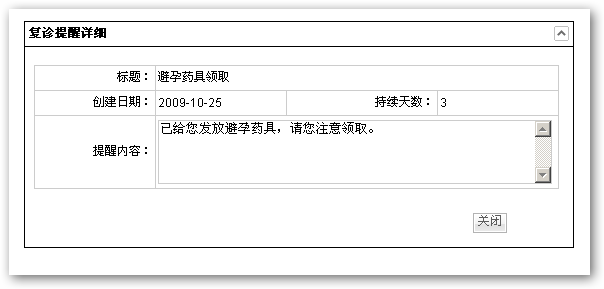 复诊提醒详细
标题：避孕药具领取
创建日期：2009-10-25 持续天数：3
提醒内容：已给您发放避孕药具，请您注意领取。
关闭